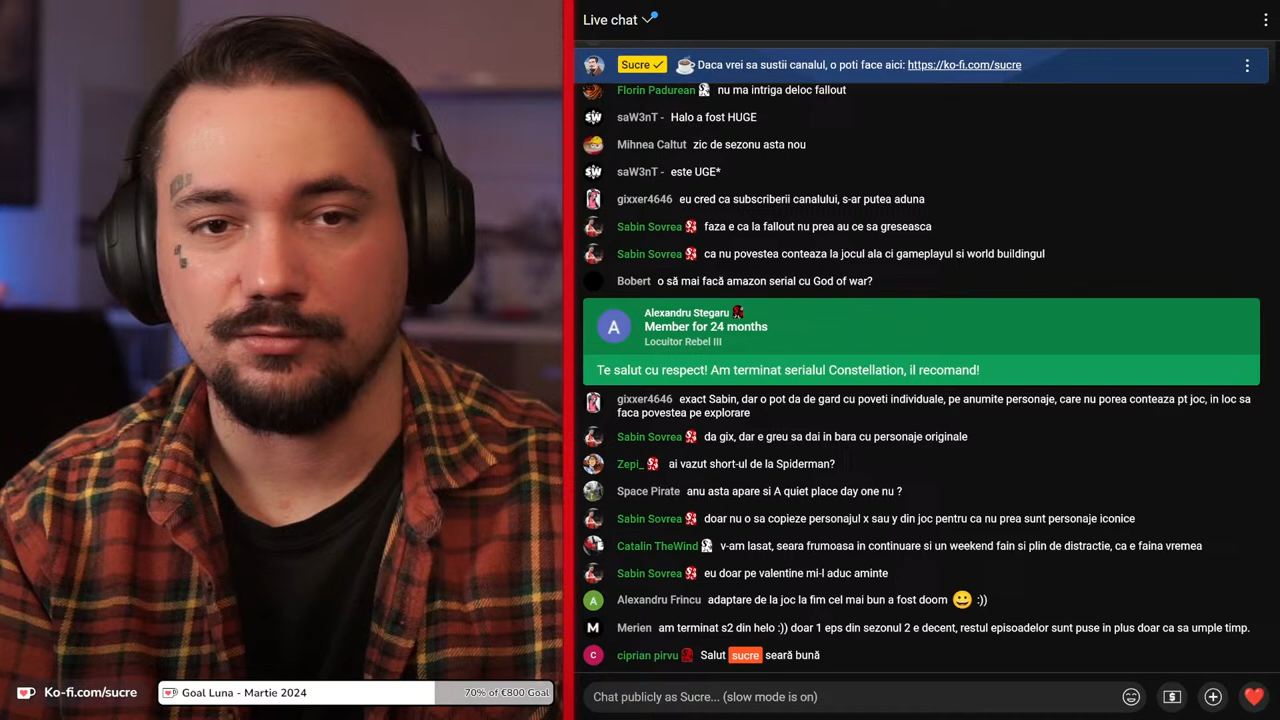 Live chat
Sucre Daca vrei sa sustii canalul, o poti face aici: https://ko-fi.com/sucre
Florin Padurean nu ma intriga deloc fallout
saW3nT - Halo a fost HUGE
Mihnea Caltut zic de sezonu asta nou
saW3nT - este UGE*
gixxer4646 eu cred ca subscriberii canalului, s-ar putea aduna
Sabin Sovrea faza e ca la fallout nu prea au ce sa greseasca
Sabin Sovrea ca nu povestea conteaza la jocul ala ci gameplayul si world buildingul
Bobert o să mai facă amazon serial cu God of war?
Alexandru Stegaru
A
Member for 24 months
Locuitor Rebel III
Te salut cu respect! Am terminat serialul Constellation, il recomand!
gixxer4646 exact Sabin, dar o pot da de gard cu poveti individuale, pe anumite personaje, care nu porea conteaza pt joc, in loc sa
faca povestea pe explorare
Sabin Sovrea da gix, dar e greu sa dai in bara cu personaje originale
Zepi_ ai vazut short-ul de la Spiderman?
Space Pirate anu asta apare si A quiet place day one nu ?
Sabin Sovrea doar nu o sa copieze personajul x sau y din joc pentru ca nu prea sunt personaje iconice
Catalin TheWind v-am lasat, seara frumoasa in continuare si un weekend fain si plin de distractie, ca e faina vremea
Sabin Sovrea eu doar pe valentine mi-l aduc aminte
A Alexandru Frincu adaptare de la joc la fim cel mai bun a fost doom 😀 :))
M Merien am terminat s2 din helo :)) doar 1 eps din sezonul 2 e decent, restul episoadelor sunt puse in plus doar ca sa umple timp.
C ciprian pirvu Salut sucre seară bună
Chat publicly as Sucre... (slow mode is on)
Ko-fi.com/sucre
Goal Luna - Martie 2024
70% of €800 Goal